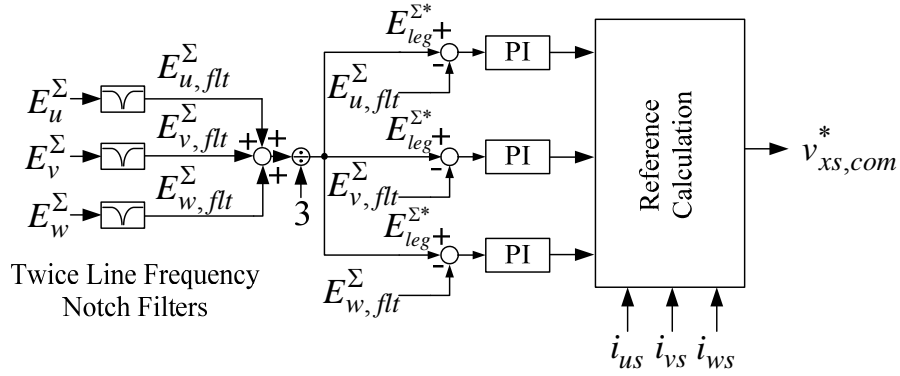 E_u^Σ
E_{u,flt}^Σ
E_v^Σ
E_{v,flt}^Σ
E_w^Σ
E_{w,flt}^Σ
Twice Line Frequency
Notch Filters
+
+
+
÷
3
E_{leg}^{Σ*}
+
-
E_{u,flt}^Σ
PI
E_{leg}^{Σ*}
+
-
E_{v,flt}^Σ
PI
E_{leg}^{Σ*}
+
-
E_{w,flt}^Σ
PI
Reference
Calculation
i_{us} i_{vs} i_{ws}
v_{xs,com}^*